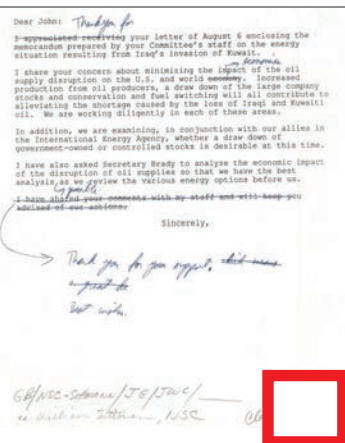 Dear John: Thank you for
I appreciated receiving your letter of August 6 enclosing the
memorandum prepared by your Committee's staff on the energy
situation resulting from Iraq's invasion of Kuwait.
economic
I share your concern about minimizing the impact of the oil
supply disruption on the U.S. and world economy. Increased
production from oil producers, a draw down of the large company
stocks and conservation and fuel switching will all contribute to
alleviating the shortage caused by the loss of Iraqi and Kuwaiti
oil. We are working diligently in each of these areas.
In addition, we are examining, in conjunction with our allies in
the International Energy Agency, whether a draw down of
government-owned or controlled stocks is desirable at this time.
I have also asked Secretary Brady to analyze the economic impact
of the disruption of oil supplies so that we have the best
analysis as we review the various energy options before us.
possible
I have shared your comments with my staff and will keep you
advised of our actions.
Sincerely,
Thank you for your support.
a great
Best wishes.
GB/NSC-
William NSC